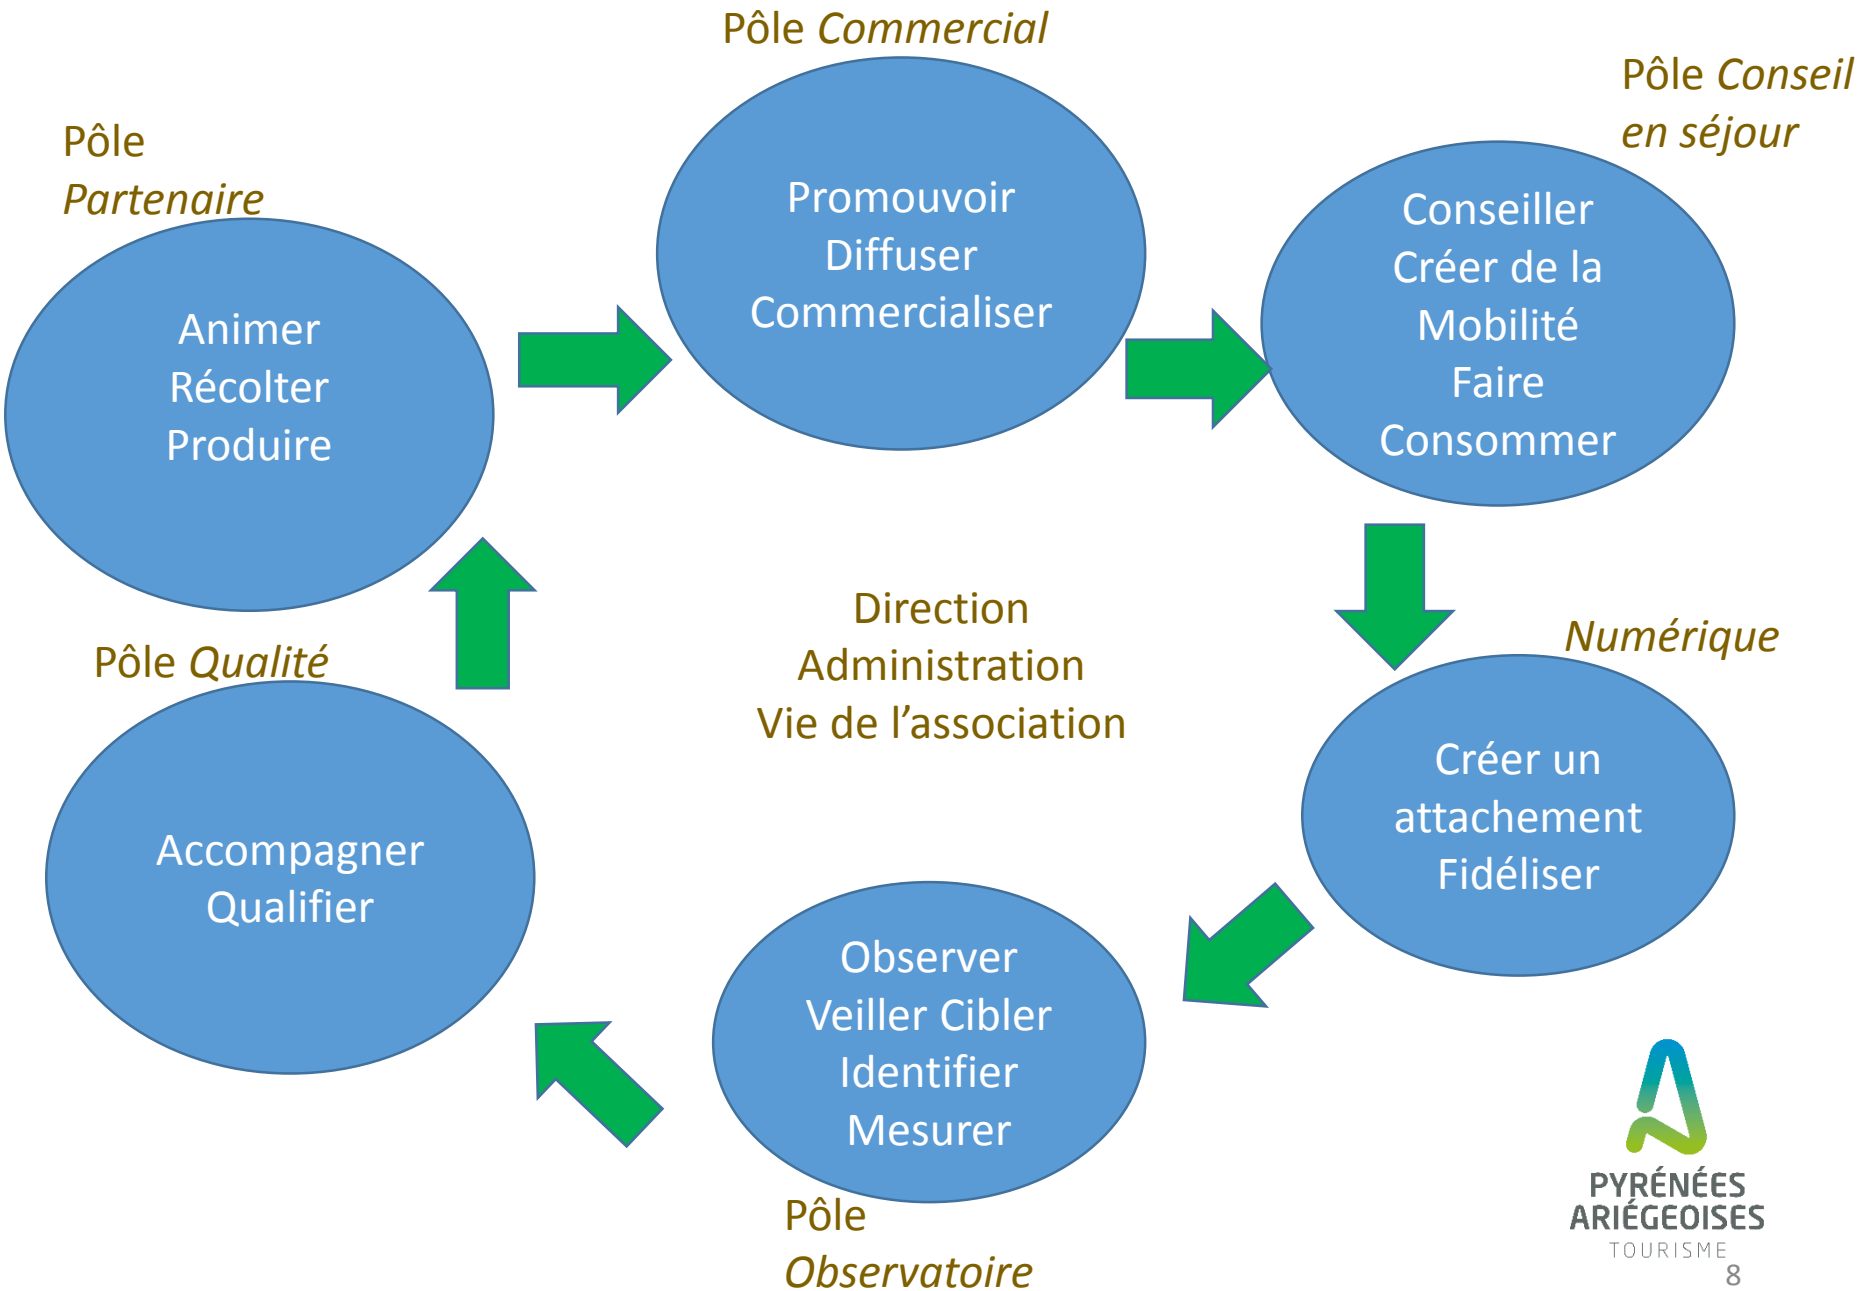 Pôle Commercial
Promouvoir
Diffuser
Commercialiser
Pôle Conseil
en séjour
Conseiller
Créer de la
Mobilité
Faire
Consommer
Pôle
Partenaire
Animer
Récolter
Produire
Direction
Administration
Vie de l’association
Numérique
Créer un
attachement
Fidéliser
Pôle Qualité
Accompagner
Qualifier
Observer
Veiller Cibler
Identifier
Mesurer
Pôle
Observatoire
PYRÉNÉES
ARIÉGEOISES
TOURISME
8